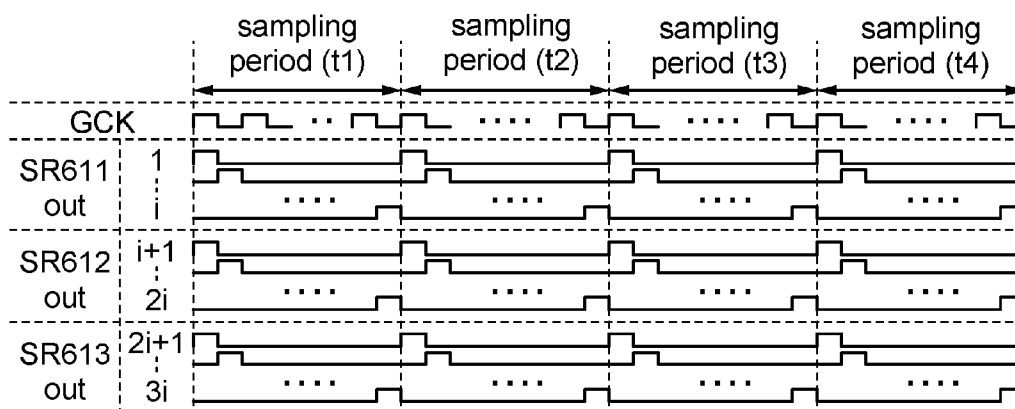 sampling period (t1)
sampling period (t2)
sampling period (t3)
sampling period (t4)
GCK
SR611 out
1
i
SR612 out
i+1
2i
SR613 out
2i+1
3i